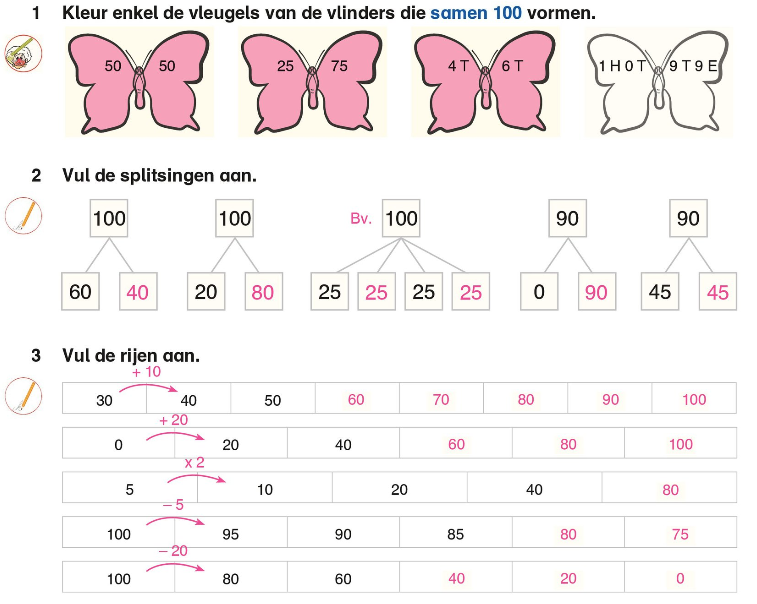 1 Kleur enkel de vleugels van de vlinders die samen 100 vormen.
50 50 25 75 4 T 6 T 1 H 0 T 9 T 9 E
2 Vul de splitsingen aan.
100 100 Bv. 100 90 90
60 40 20 80 25 25 25 25 0 90 45 45
3 Vul de rijen aan.
+ 10
30 40 50 60 70 80 90 100
+ 20
0 20 40 60 80 100
x 2
5 10 20 40 80
– 5
100 95 90 85 80 75
– 20
100 80 60 40 20 0